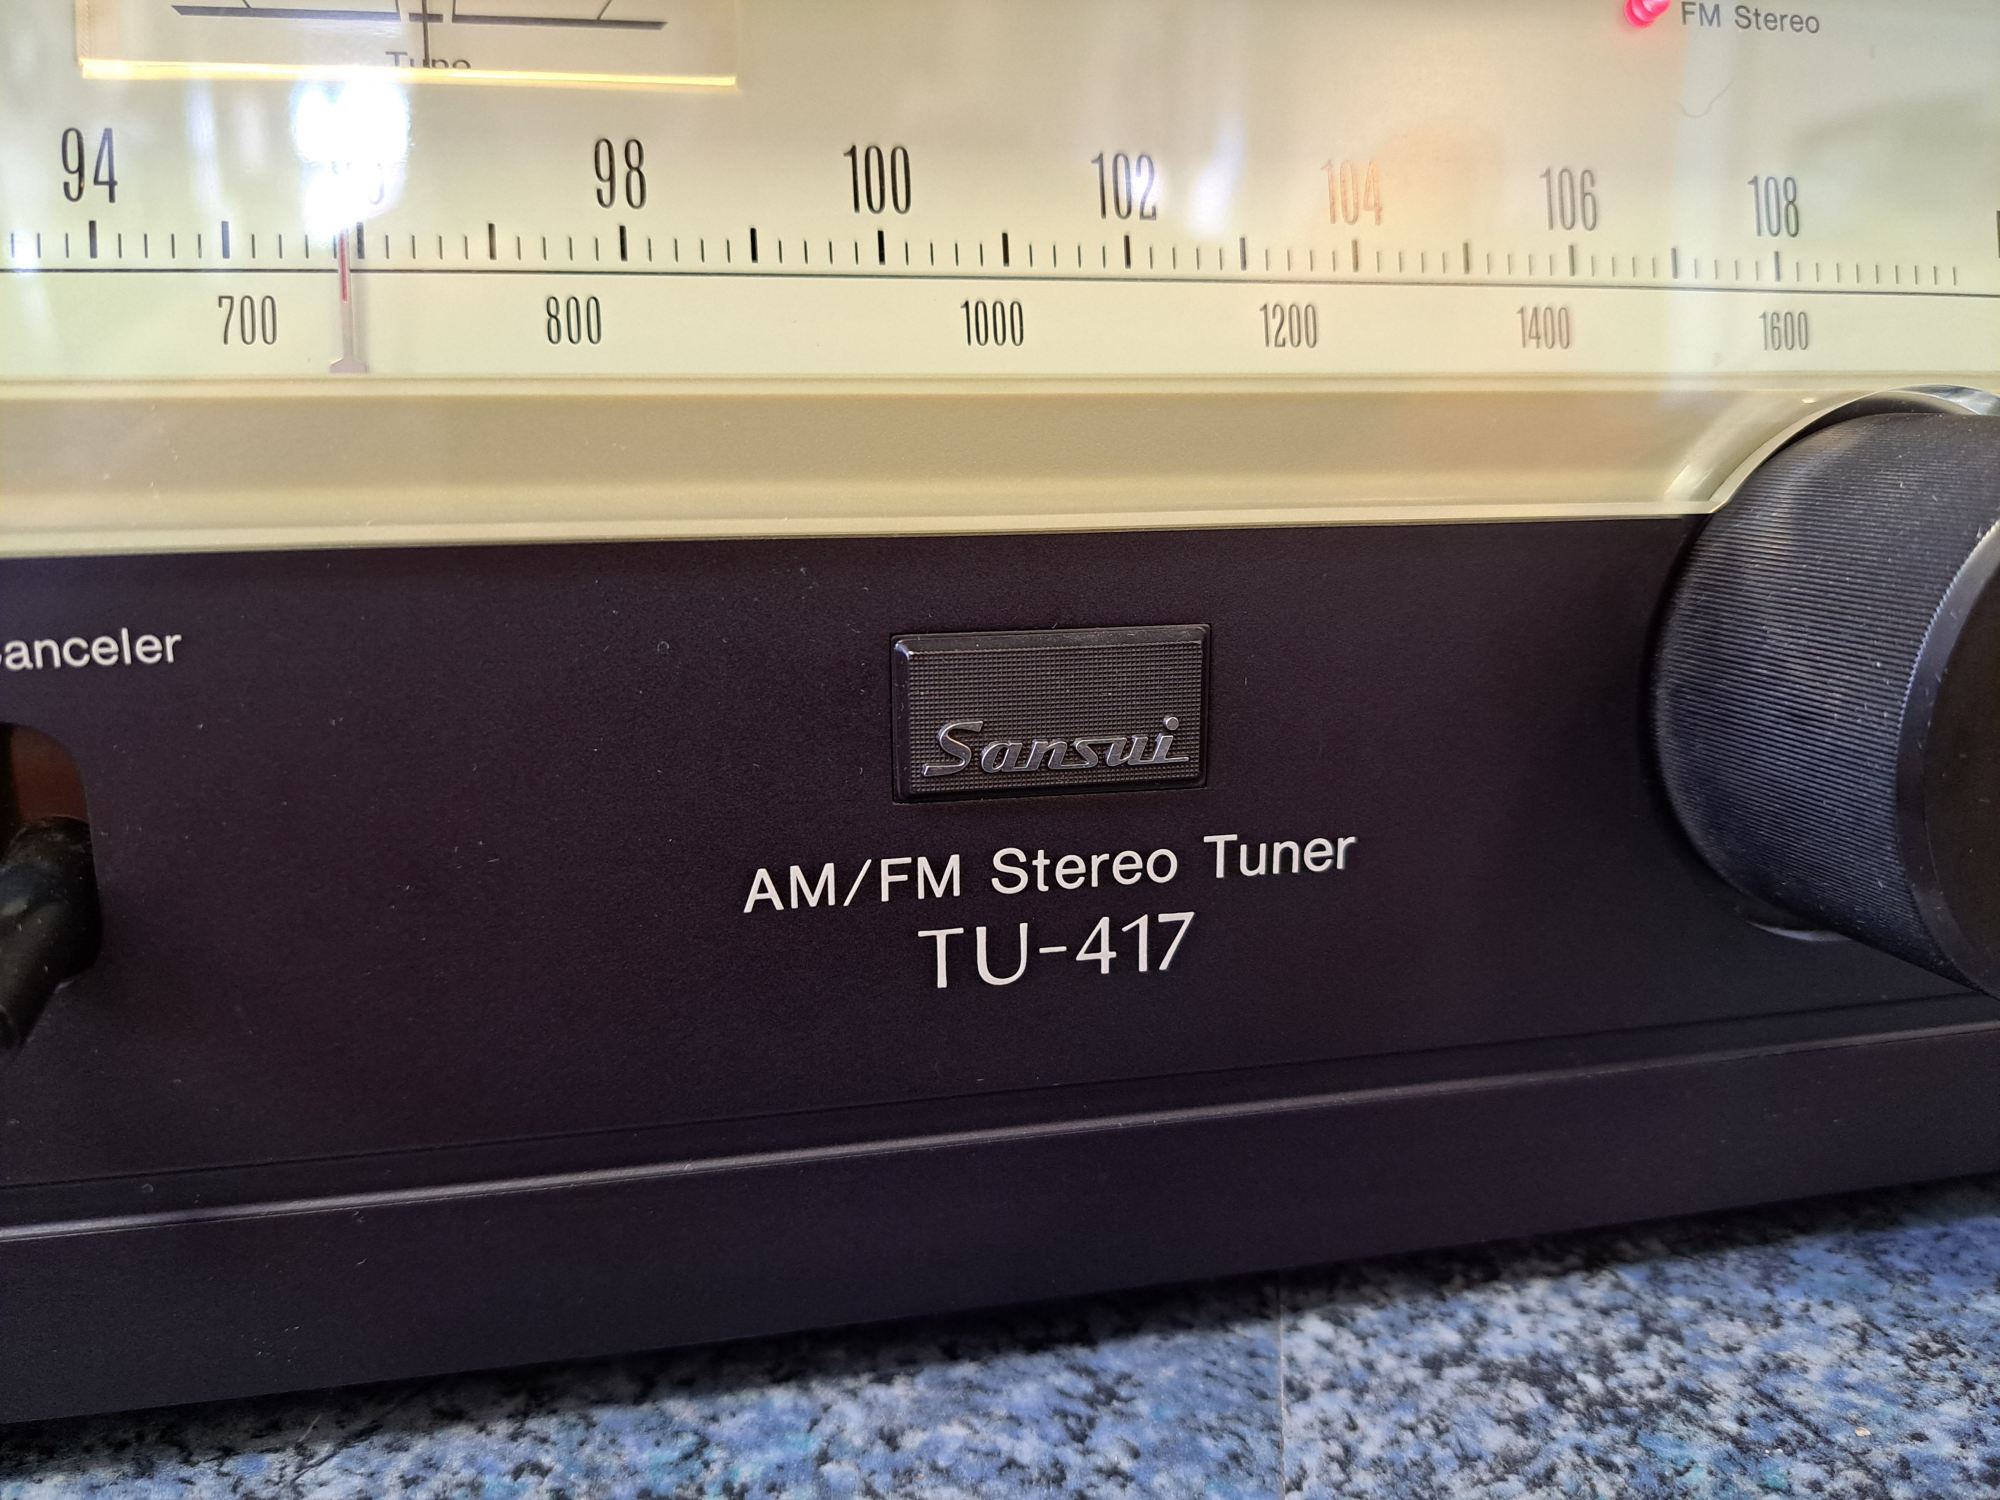 Tune
FM Stereo
94 98 100 102 104 106 108
700 800 1000 1200 1400 1600
anceler
Sansui
AM/FM Stereo Tuner
TU-417